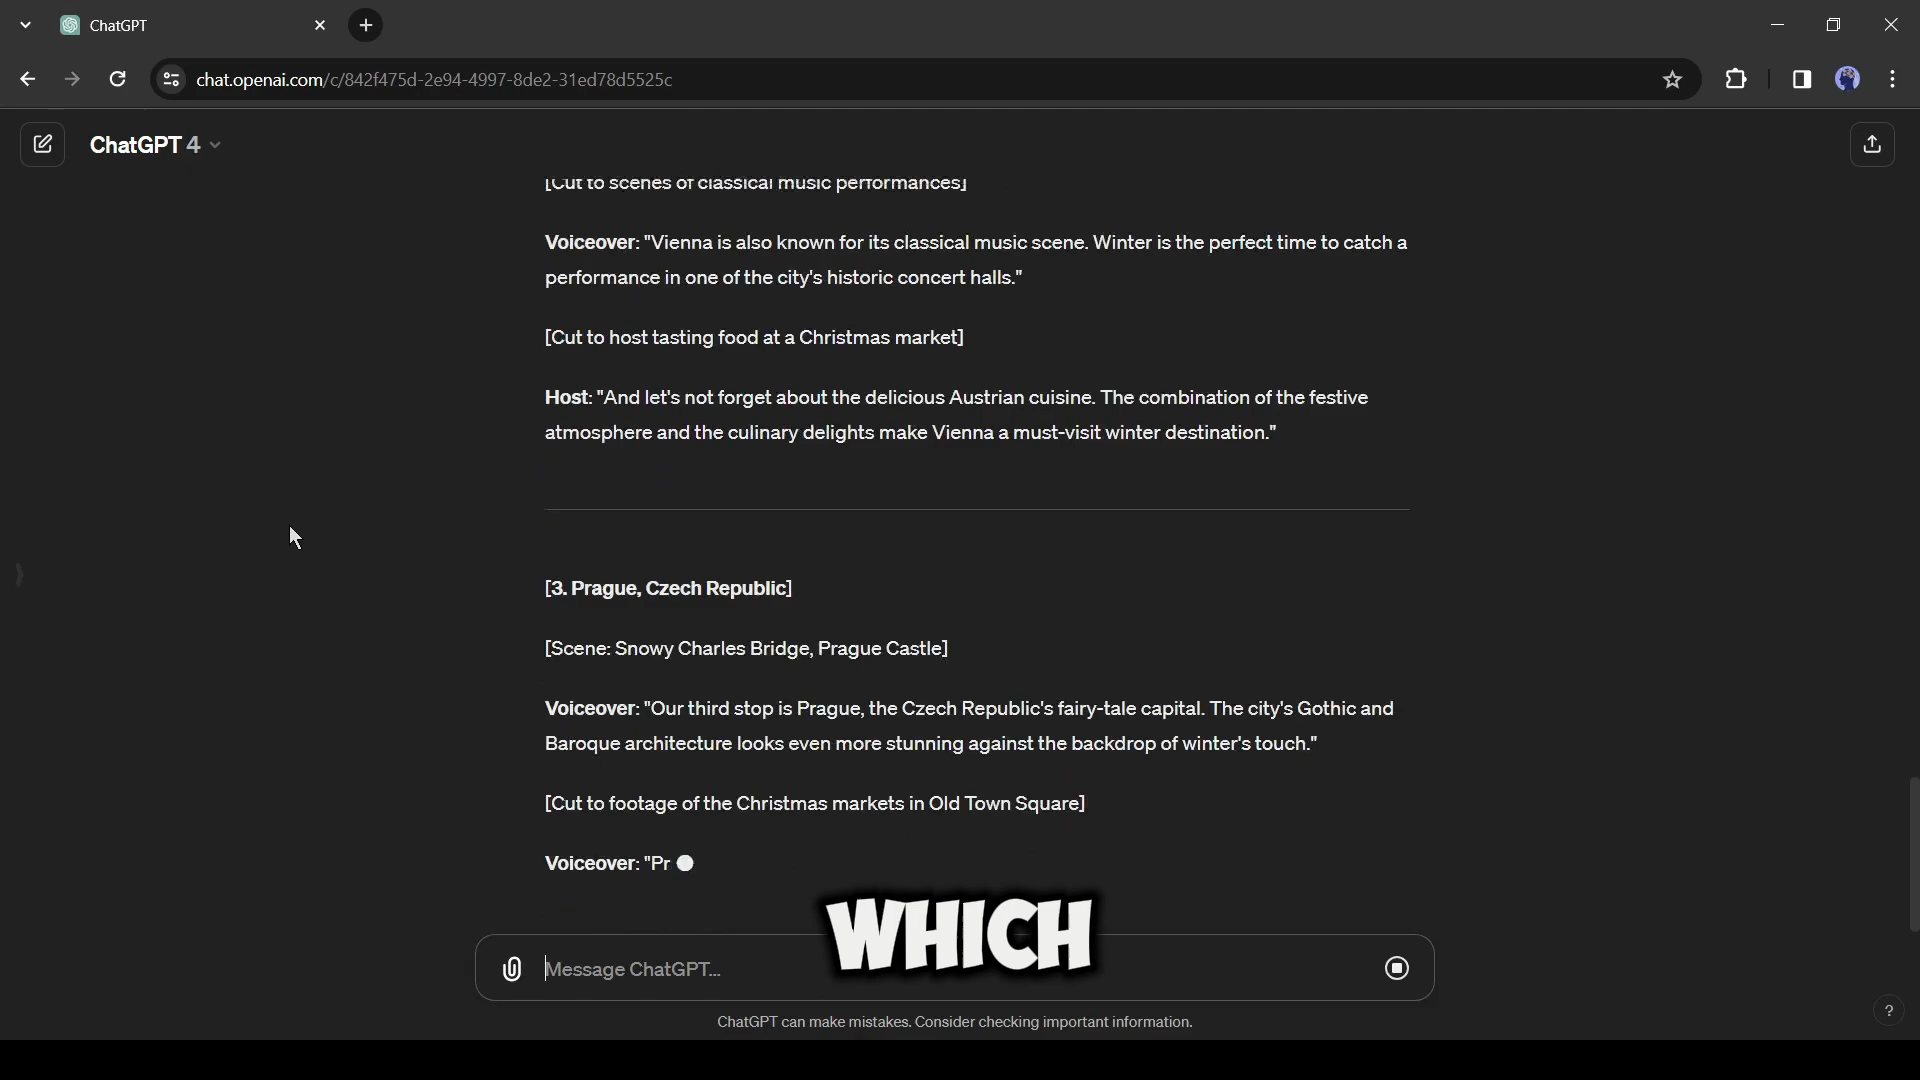 ChatGPT
chat.openai.com/c/842f475d-2e94-4997-8de2-31ed78d5525c
ChatGPT 4
[Cut to scenes of classical music performances]
Voiceover: "Vienna is also known for its classical music scene. Winter is the perfect time to catch a
performance in one of the city's historic concert halls."
[Cut to host tasting food at a Christmas market]
Host: "And let's not forget about the delicious Austrian cuisine. The combination of the festive
atmosphere and the culinary delights make Vienna a must-visit winter destination."
[3. Prague, Czech Republic]
[Scene: Snowy Charles Bridge, Prague Castle]
Voiceover: "Our third stop is Prague, the Czech Republic's fairy-tale capital. The city's Gothic and
Baroque architecture looks even more stunning against the backdrop of winter's touch."
[Cut to footage of the Christmas markets in Old Town Square]
Voiceover: "Pr
WHICH
Message ChatGPT...
?
ChatGPT can make mistakes. Consider checking important information.